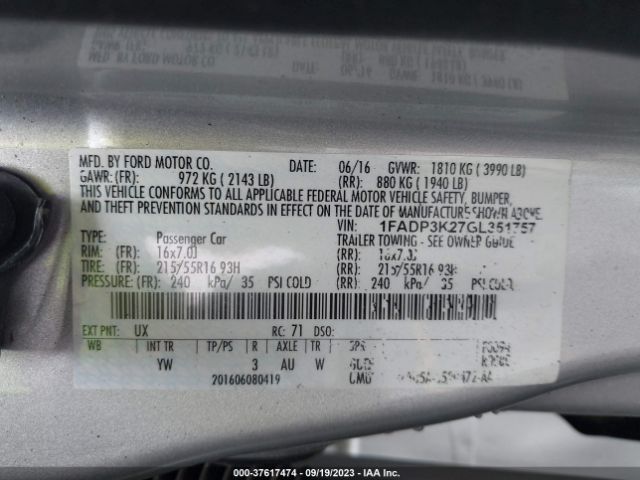 MFD. BY FORD MOTOR CO. DATE: 06/16 GVWR: 1810 KG ( 3990 LB)
GAWR: (FR): 972 KG ( 2143 LB) (RR): 880 KG ( 1940 LB)
THIS VEHICLE CONFORMS TO ALL APPLICABLE FEDERAL MOTOR VEHICLE SAFETY, BUMPER,
AND THEFT PREVENTION STANDARDS IN EFFECT ON THE DATE OF MANUFACTURE SHOWN ABOVE.
VIN: 1FADP3K27GL351757
TYPE: Passenger Car TRAILER TOWING - SEE OWNER GUIDE
RIM: (FR): 16x7.0J (RR): 16x7.0J
TIRE: (FR): 215/55R16 93H (RR): 215/55R16 93H
PRESSURE: (FR): 240 kPa/ 35 PSI COLD (RR): 240 kPa/ 35 PSI COLD
EXT PNT: UX RC: 71 DSO:
WB INT TR TP/PS R AXLE TR SPR
YW 3 AU W
201606080419
000-37617474 - 09/19/2023 - IAA Inc.